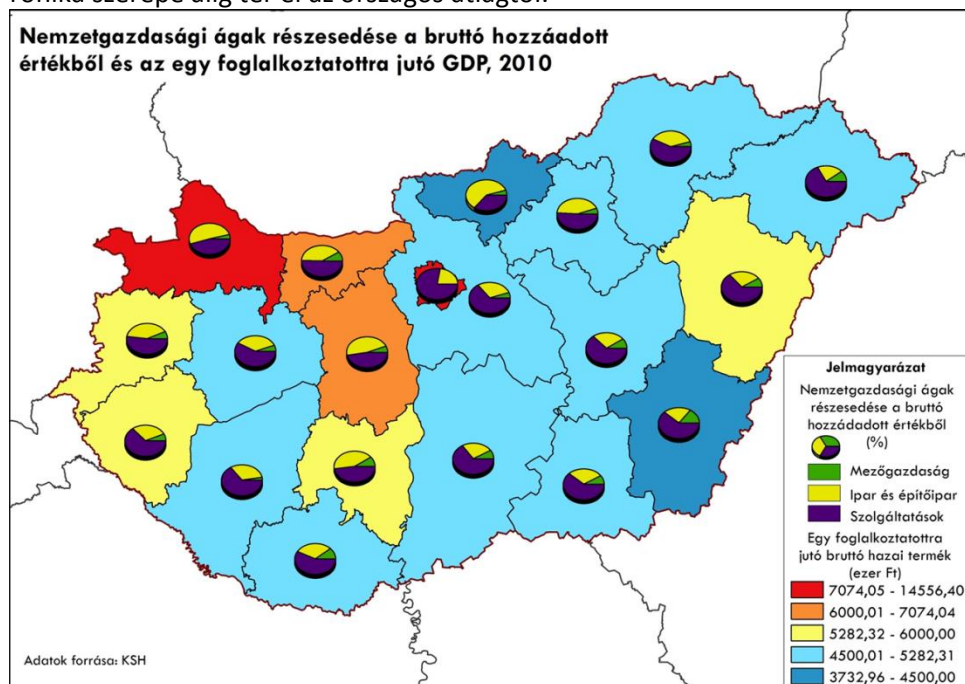 Nemzetgazdasági ágak részesedése a bruttó hozzáadott
értékből és az egy foglalkoztatottra jutó GDP, 2010
Jelmagyarázat
Nemzetgazdasági ágak
részesedése a bruttó
hozzádadott értékből
(%)
Mezőgazdaság
Ipar és építőipar
Szolgáltatások
Egy foglalkoztatottra
jutó bruttó hazai termék
(ezer Ft)
7074,05 - 14556,40
6000,01 - 7074,04
5282,32 - 6000,00
4500,01 - 5282,31
3732,96 - 4500,00
Adatok forrása: KSH